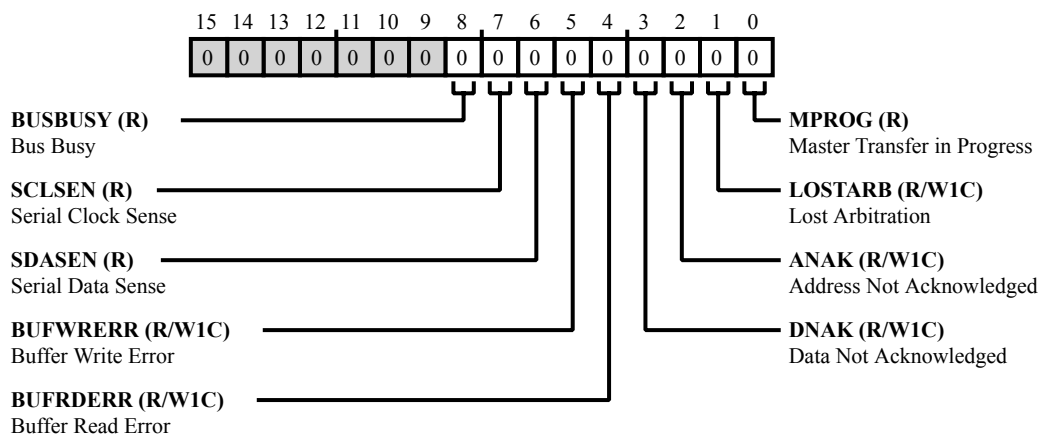 15 14 13 12 11 10 9 8 7 6 5 4 3 2 1 0
0 0 0 0 0 0 0 0 0 0 0 0 0 0 0 0
BUSBUSY (R)
Bus Busy
SCLSEN (R)
Serial Clock Sense
SDASEN (R)
Serial Data Sense
BUFWRERR (R/W1C)
Buffer Write Error
BUFRDERR (R/W1C)
Buffer Read Error
MPROG (R)
Master Transfer in Progress
LOSTARB (R/W1C)
Lost Arbitration
ANAK (R/W1C)
Address Not Acknowledged
DNAK (R/W1C)
Data Not Acknowledged